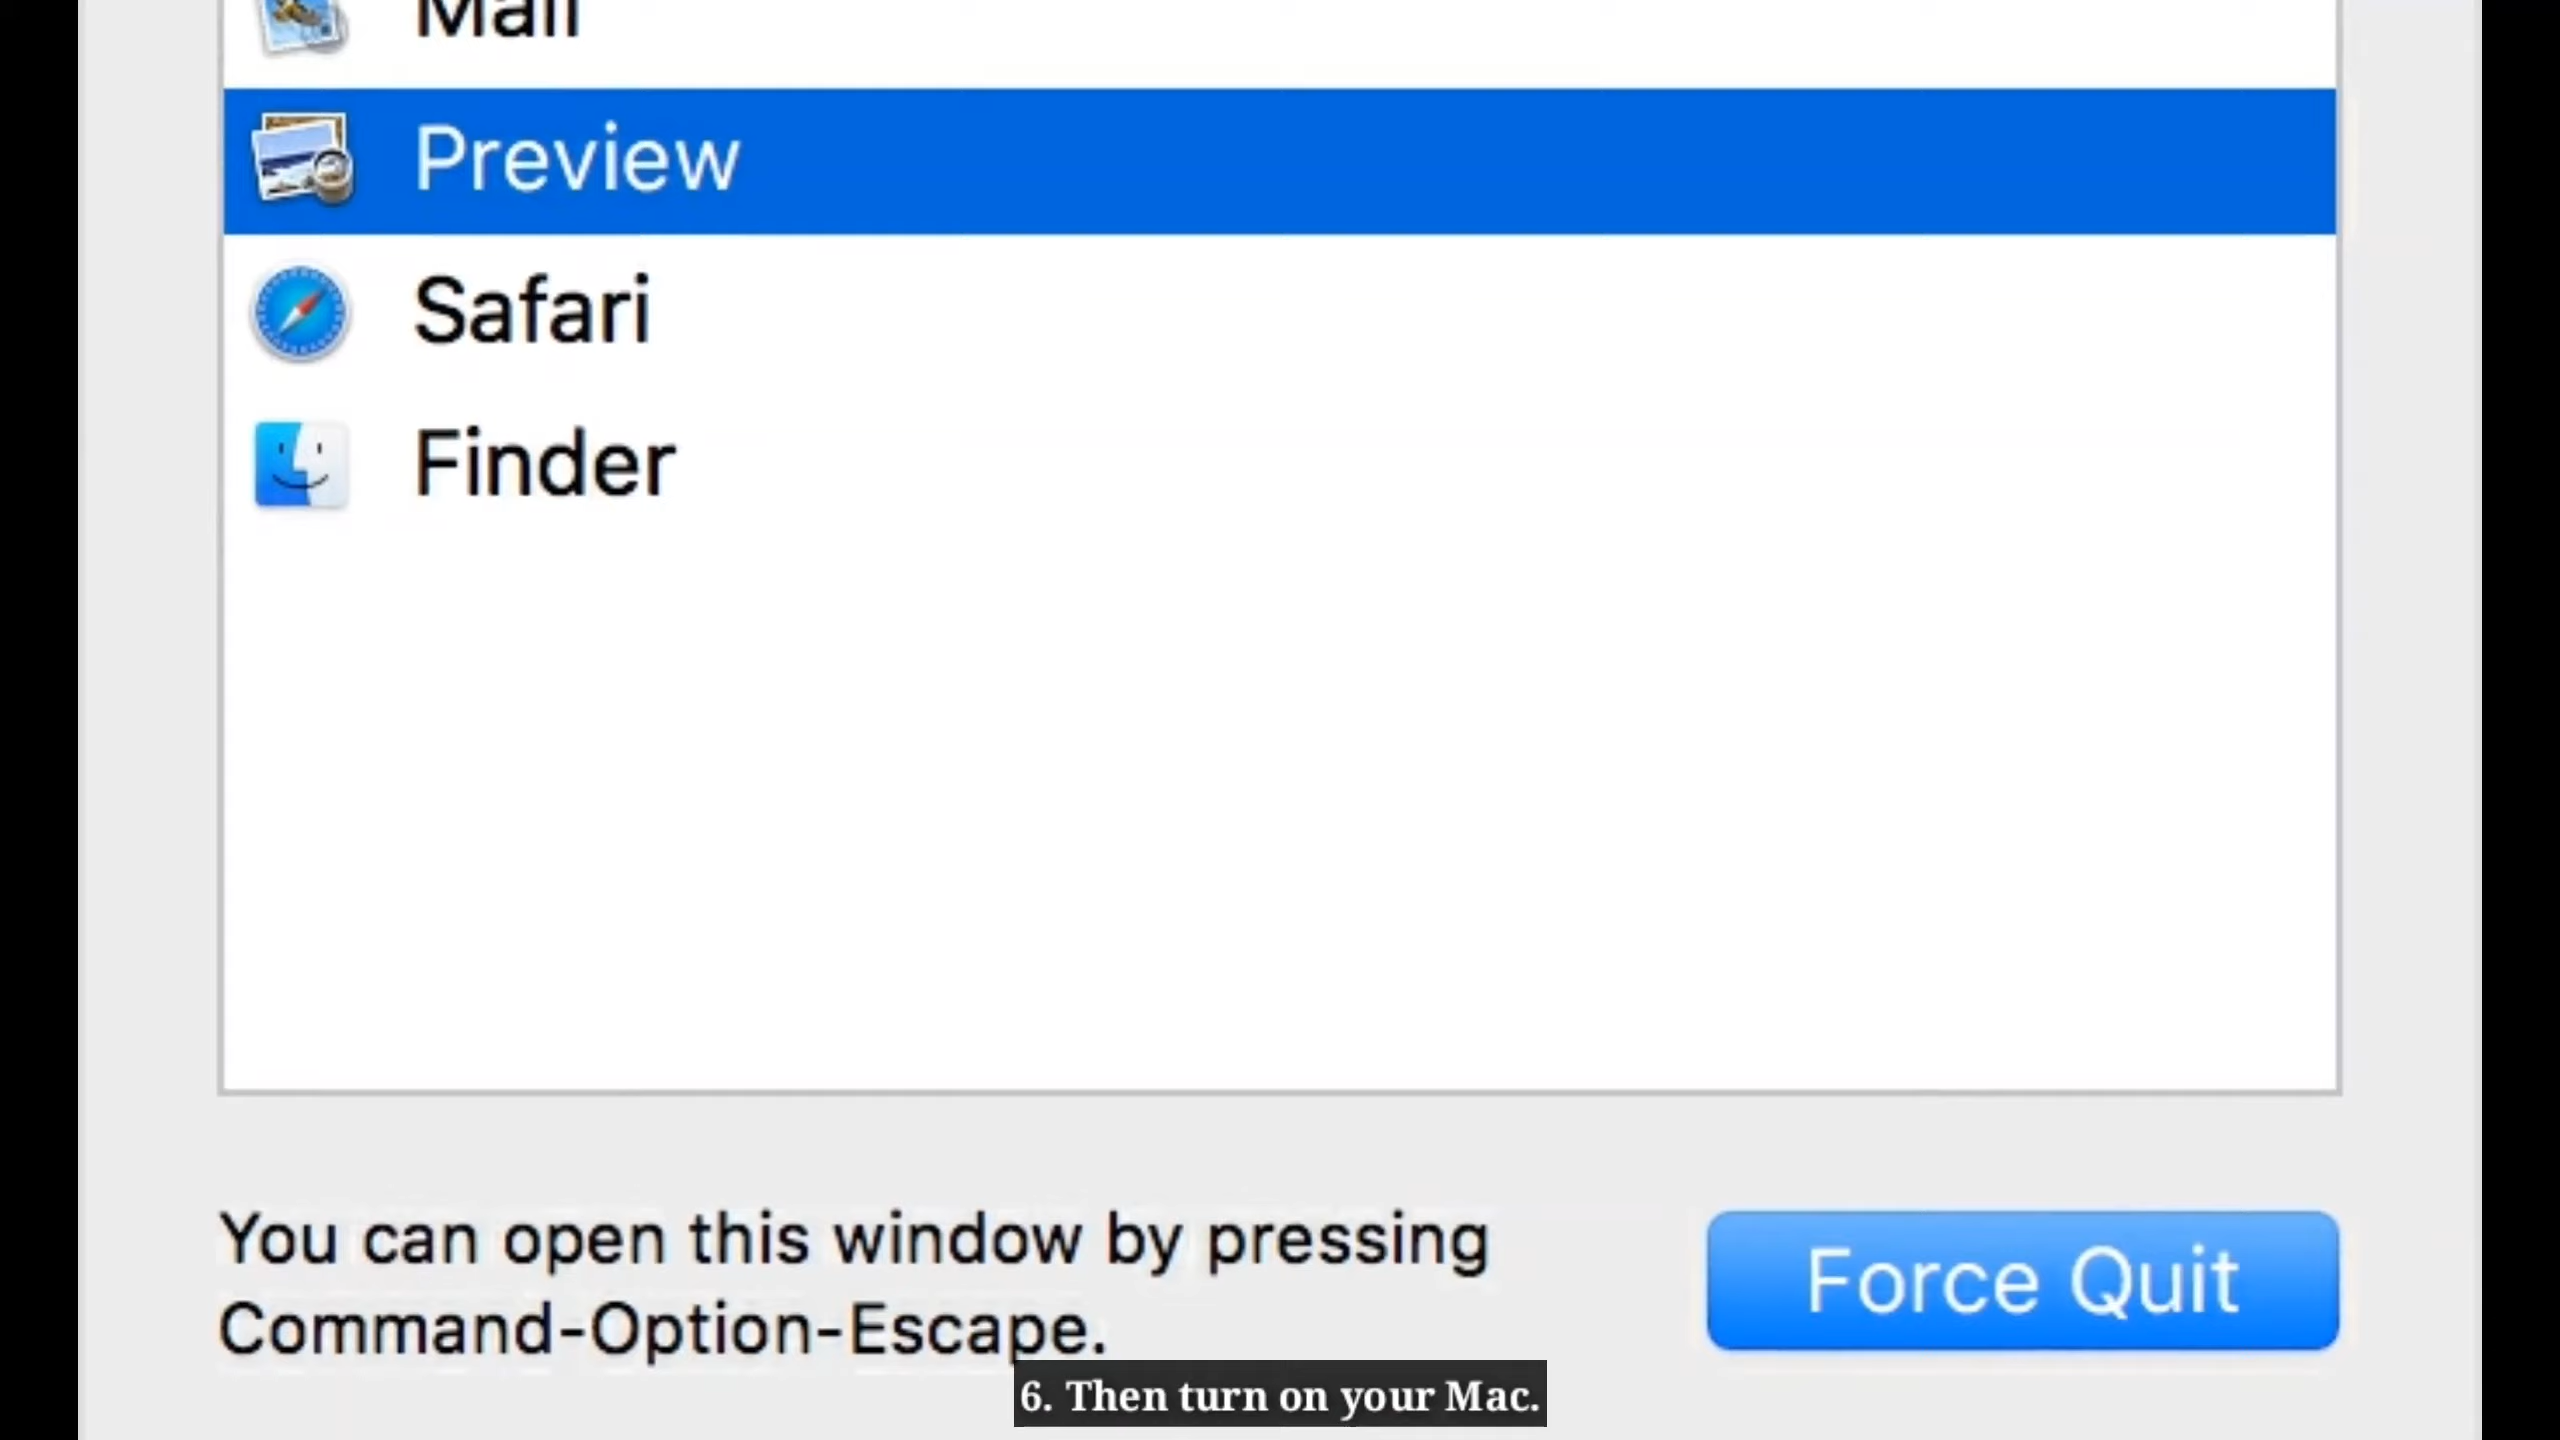 Mail
Preview
Safari
Finder
You can open this window by pressing
Command-Option-Escape.
Force Quit
6. Then turn on your Mac.